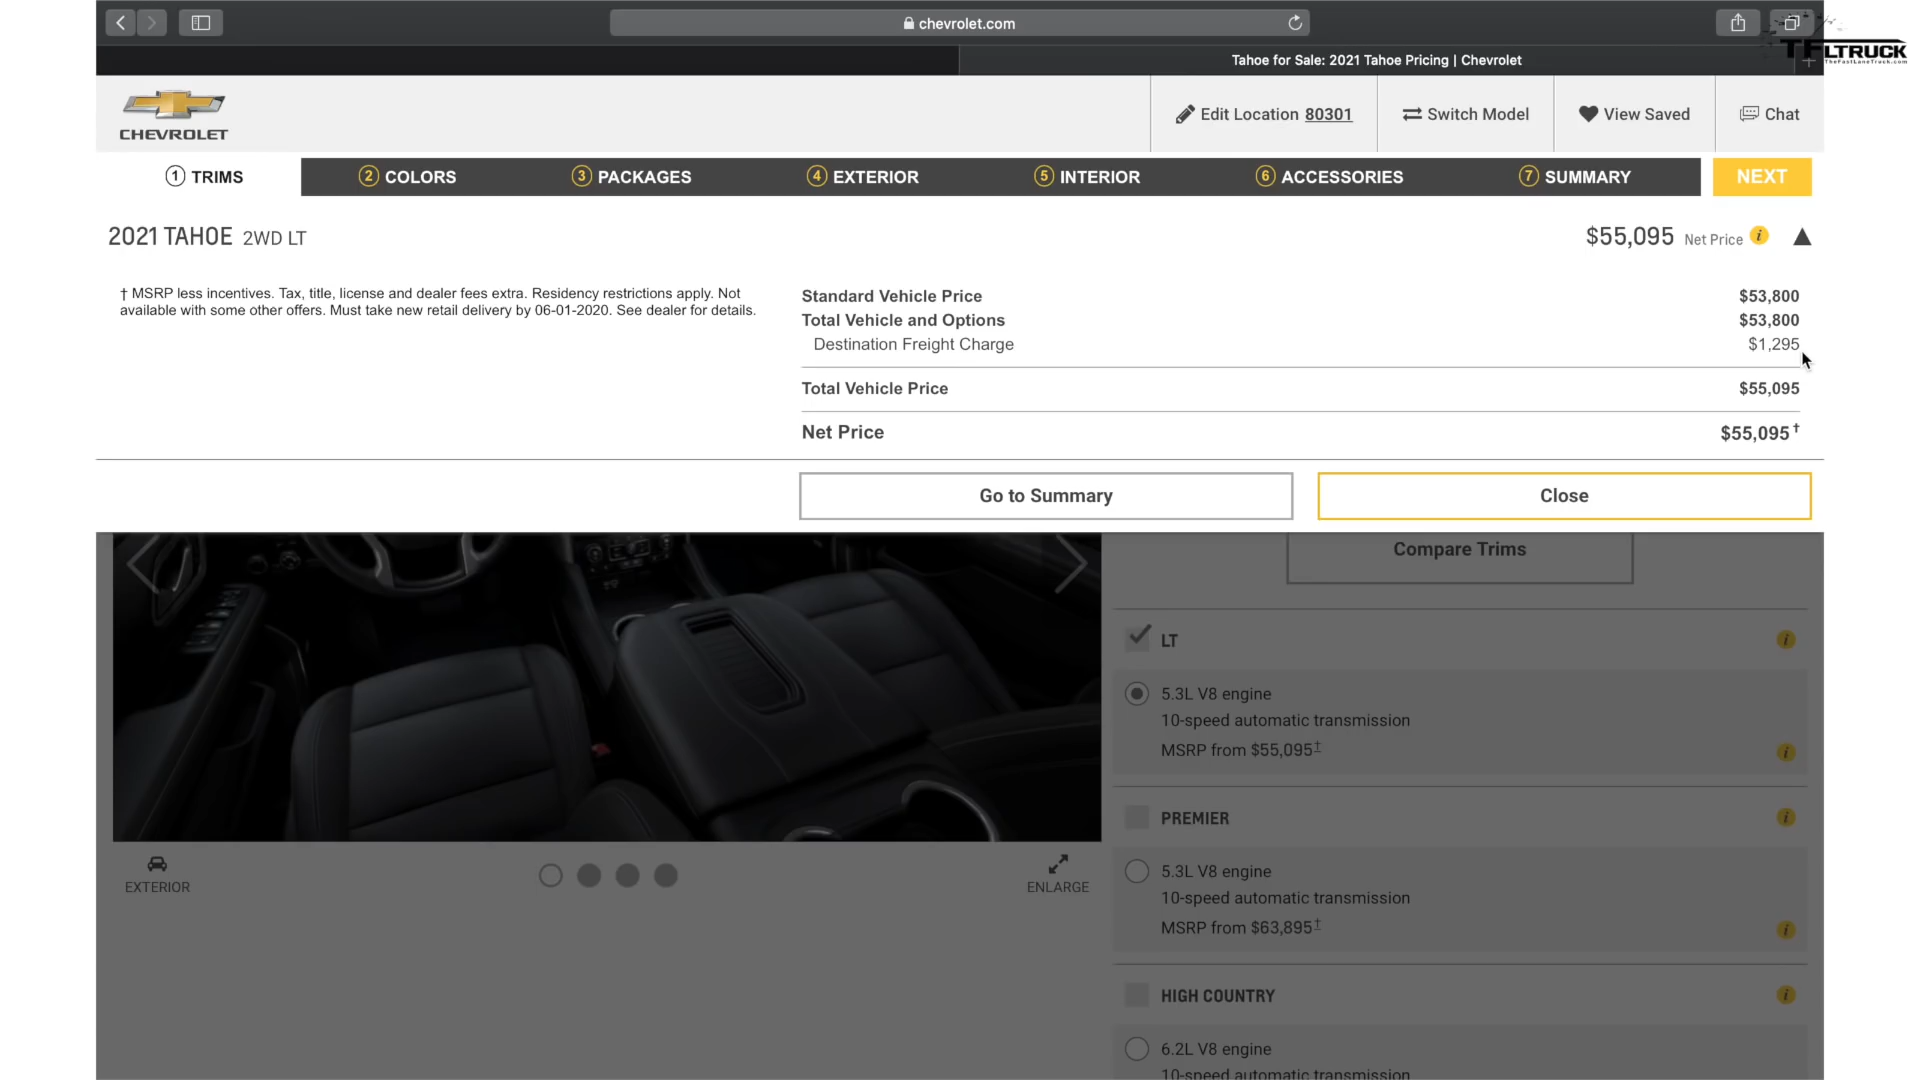 chevrolet.com
Tahoe for Sale: 2021 Tahoe Pricing | Chevrolet
TFLTRUCK
TheFastLaneTruck.com
CHEVROLET
Edit Location 80301
Switch Model
View Saved
Chat
1 TRIMS
2 COLORS
3 PACKAGES
4 EXTERIOR
5 INTERIOR
6 ACCESSORIES
7 SUMMARY
NEXT
2021 TAHOE 2WD LT
$55,095 Net Price i
† MSRP less incentives. Tax, title, license and dealer fees extra. Residency restrictions apply. Not
available with some other offers. Must take new retail delivery by 06-01-2020. See dealer for details.
Standard Vehicle Price $53,800
Total Vehicle and Options $53,800
Destination Freight Charge $1,295
Total Vehicle Price $55,095
Net Price $55,095†
Go to Summary
Close
Compare Trims
LT i
5.3L V8 engine
10-speed automatic transmission
MSRP from $55,095† i
PREMIER i
5.3L V8 engine
10-speed automatic transmission
MSRP from $63,895† i
HIGH COUNTRY i
6.2L V8 engine
10-speed automatic transmission
EXTERIOR
ENLARGE